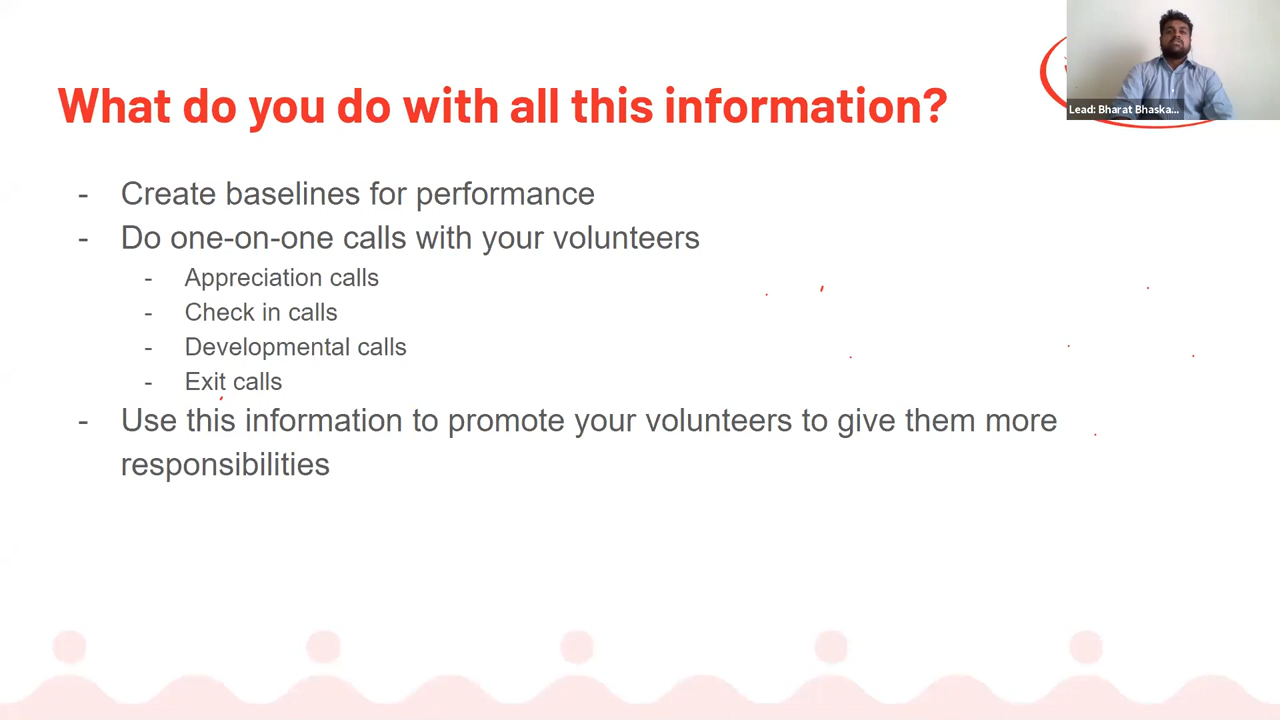 What do you do with all this information?
Lead: Bharat Bhaska...
- Create baselines for performance
- Do one-on-one calls with your volunteers
- Appreciation calls
- Check in calls
- Developmental calls
- Exit calls
- Use this information to promote your volunteers to give them more
responsibilities